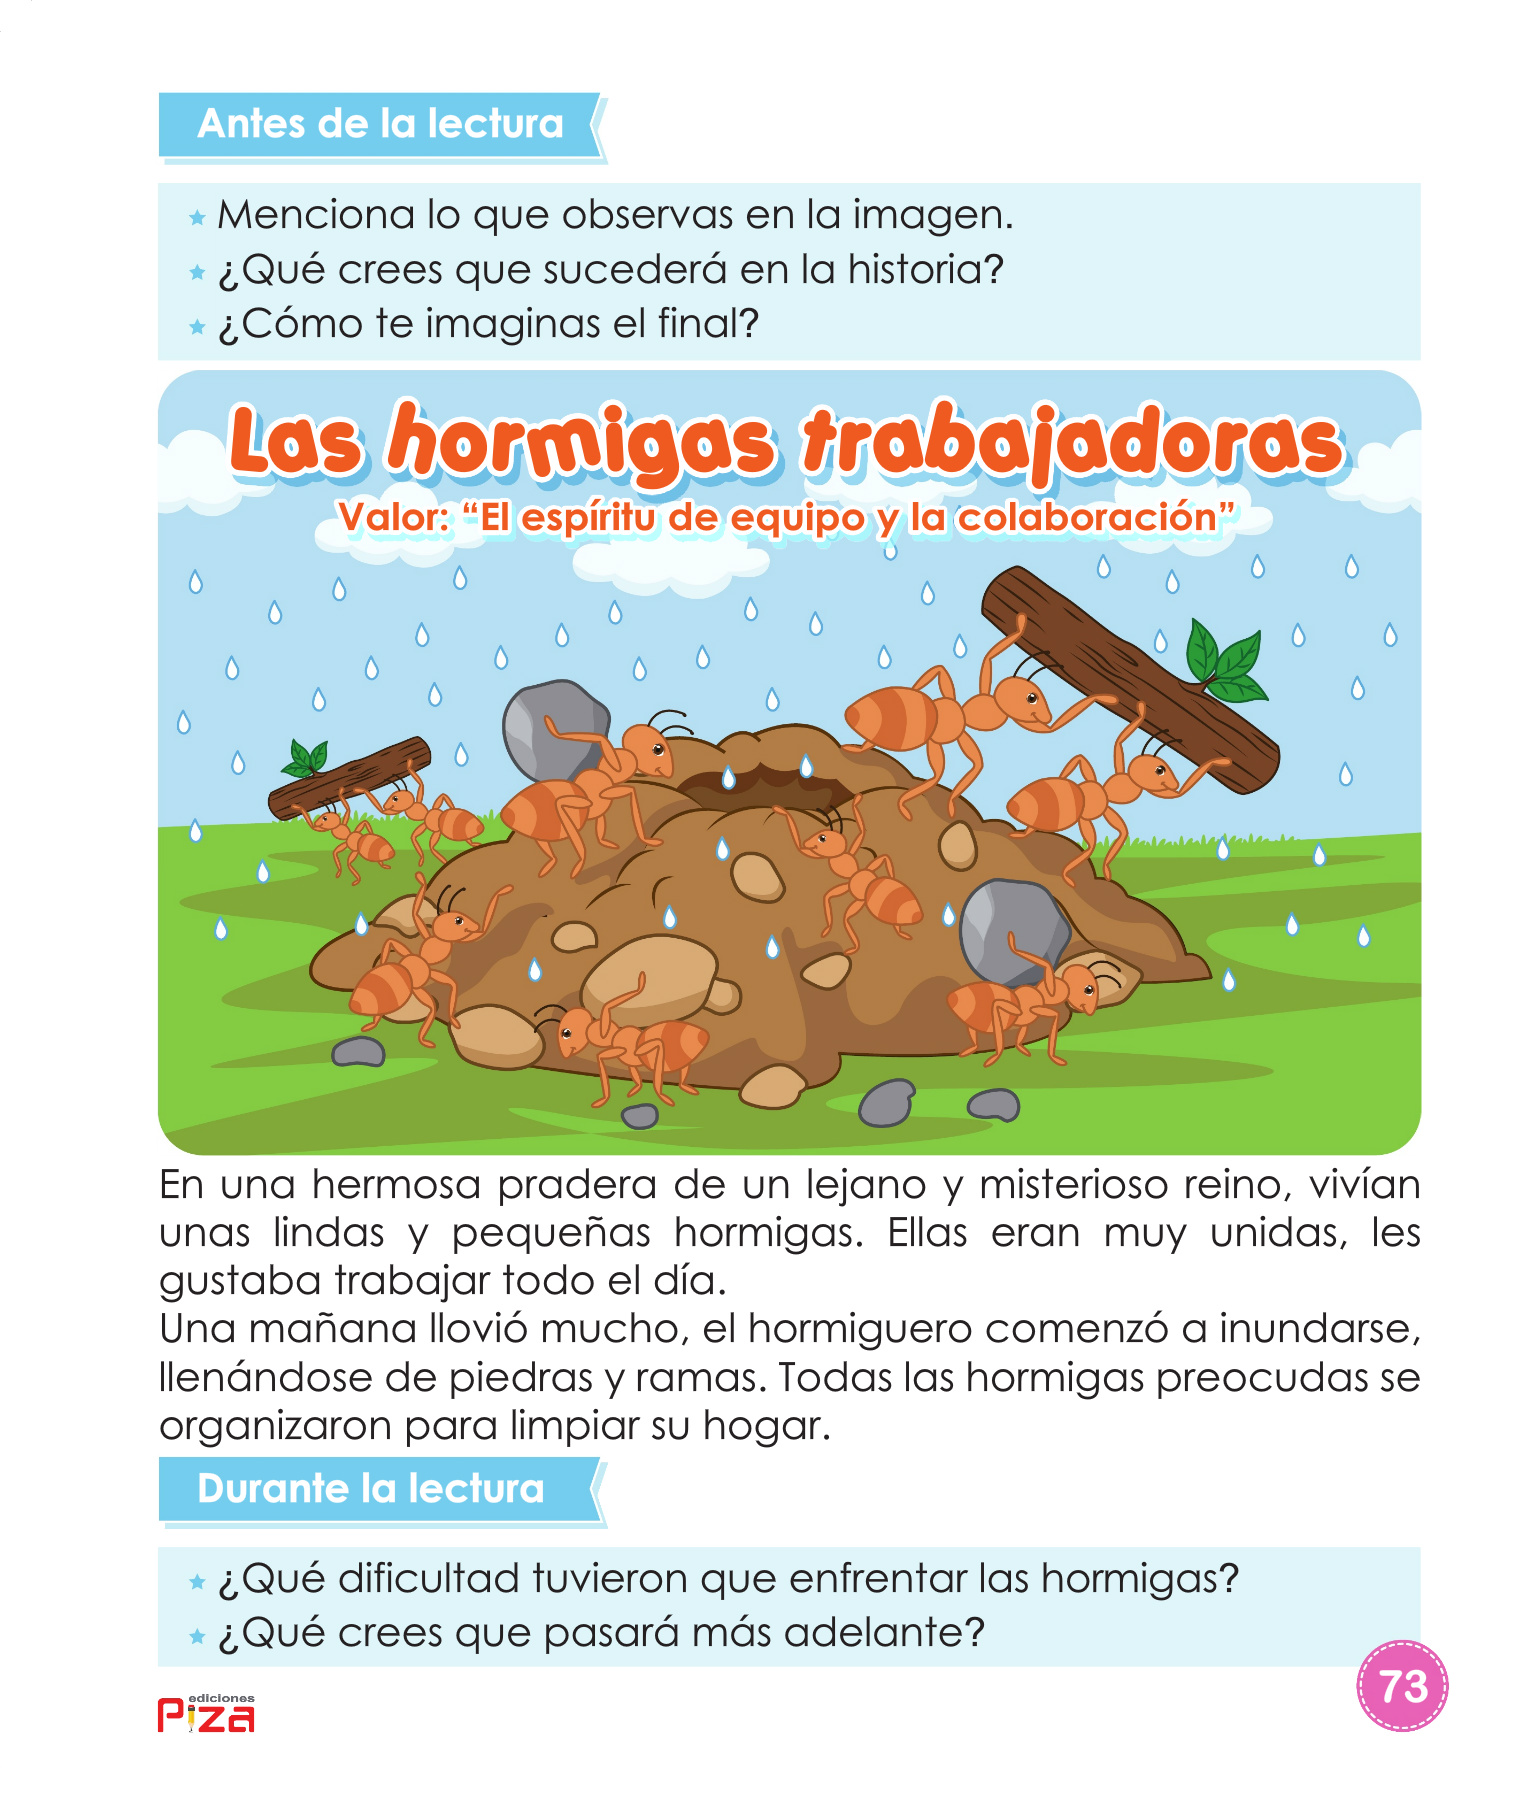 Antes de la lectura
Menciona lo que observas en la imagen.
¿Qué crees que sucederá en la historia?
¿Cómo te imaginas el final?
Las hormigas trabajadoras
Valor: “El espíritu de equipo y la colaboración”
En una hermosa pradera de un lejano y misterioso reino, vivían
unas lindas y pequeñas hormigas. Ellas eran muy unidas, les
gustaba trabajar todo el día.
Una mañana llovió mucho, el hormiguero comenzó a inundarse,
llenándose de piedras y ramas. Todas las hormigas preocudas se
organizaron para limpiar su hogar.
Durante la lectura
¿Qué dificultad tuvieron que enfrentar las hormigas?
¿Qué crees que pasará más adelante?
ediciones
Piza
73